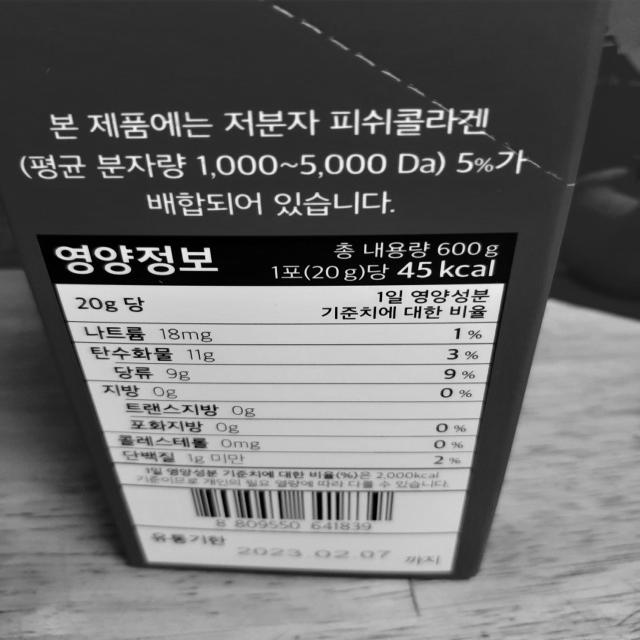 본 제품에는 저분자 피쉬콜라겐
(평균 분자량 1,000~5,000 Da) 5%가
배합되어 있습니다.
영양정보
총 내용량 600 g
1포(20 g)당 45 kcal
20g 당
1일 영양성분
기준치에 대한 비율
나트륨 18mg 1 %
탄수화물 11g 3 %
당류 9g 9 %
지방 0g 0 %
트랜스지방 0g
포화지방 0g 0 %
콜레스테롤 0mg 0 %
단백질 1g 미만 2 %
1일 영양성분 기준치에 대한 비율(%)은 2,000kcal
기준이므로 개인의 필요 열량에 따라 다를 수 있습니다.
8 809550 641839
유통기한
2023.02.07 까지